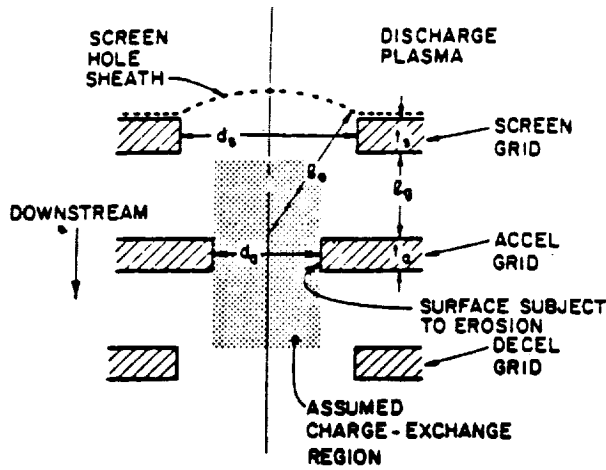 SCREEN
HOLE
SHEATH
DISCHARGE
PLASMA
d
s
t
s
SCREEN
GRID
ℓ
e
ℓ
g
DOWNSTREAM
d
a
t
a
ACCEL
GRID
SURFACE SUBJECT
TO EROSION
DECEL
GRID
ASSUMED
CHARGE-EXCHANGE
REGION